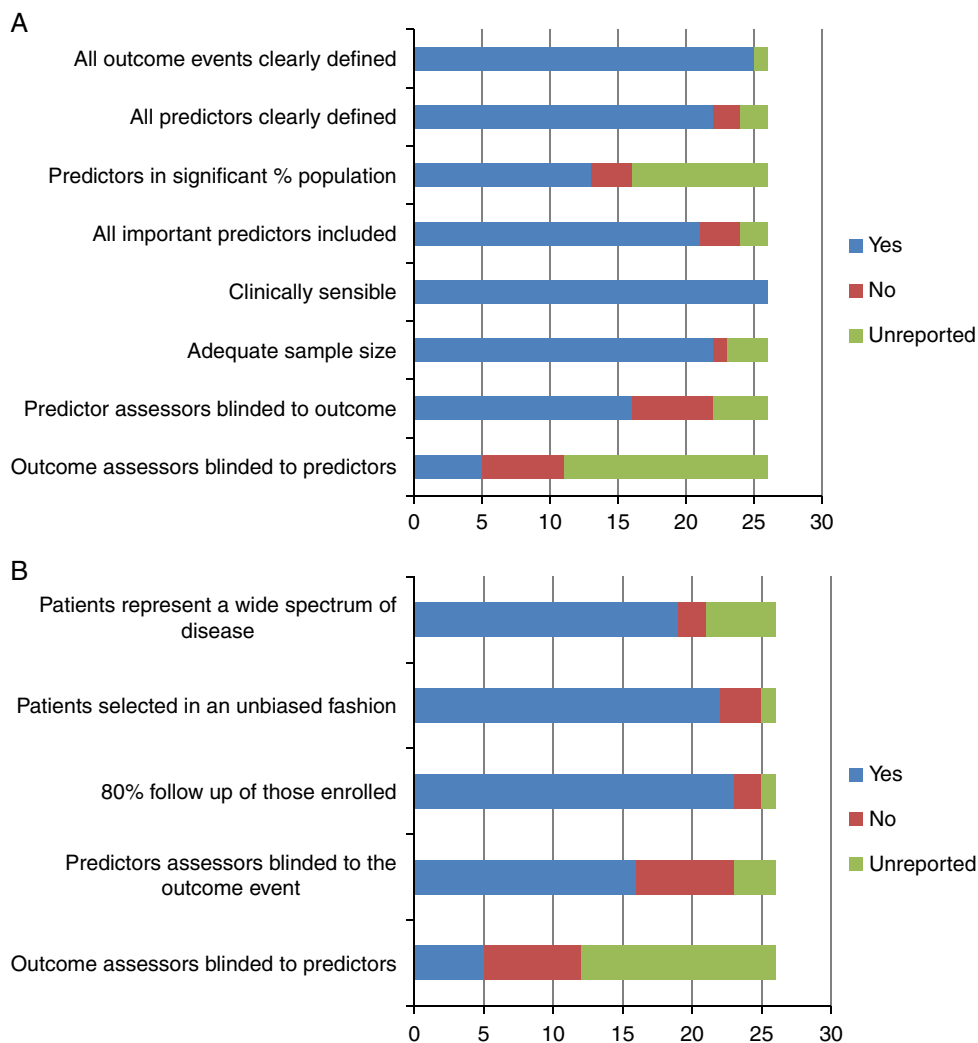 A
All outcome events clearly defined
All predictors clearly defined
Predictors in significant % population
All important predictors included
Clinically sensible
Adequate sample size
Predictor assessors blinded to outcome
Outcome assessors blinded to predictors
0 5 10 15 20 25 30
Yes
No
Unreported
B
Patients represent a wide spectrum of
disease
Patients selected in an unbiased fashion
80% follow up of those enrolled
Predictors assessors blinded to the
outcome event
Outcome assessors blinded to predictors
0 5 10 15 20 25 30
Yes
No
Unreported